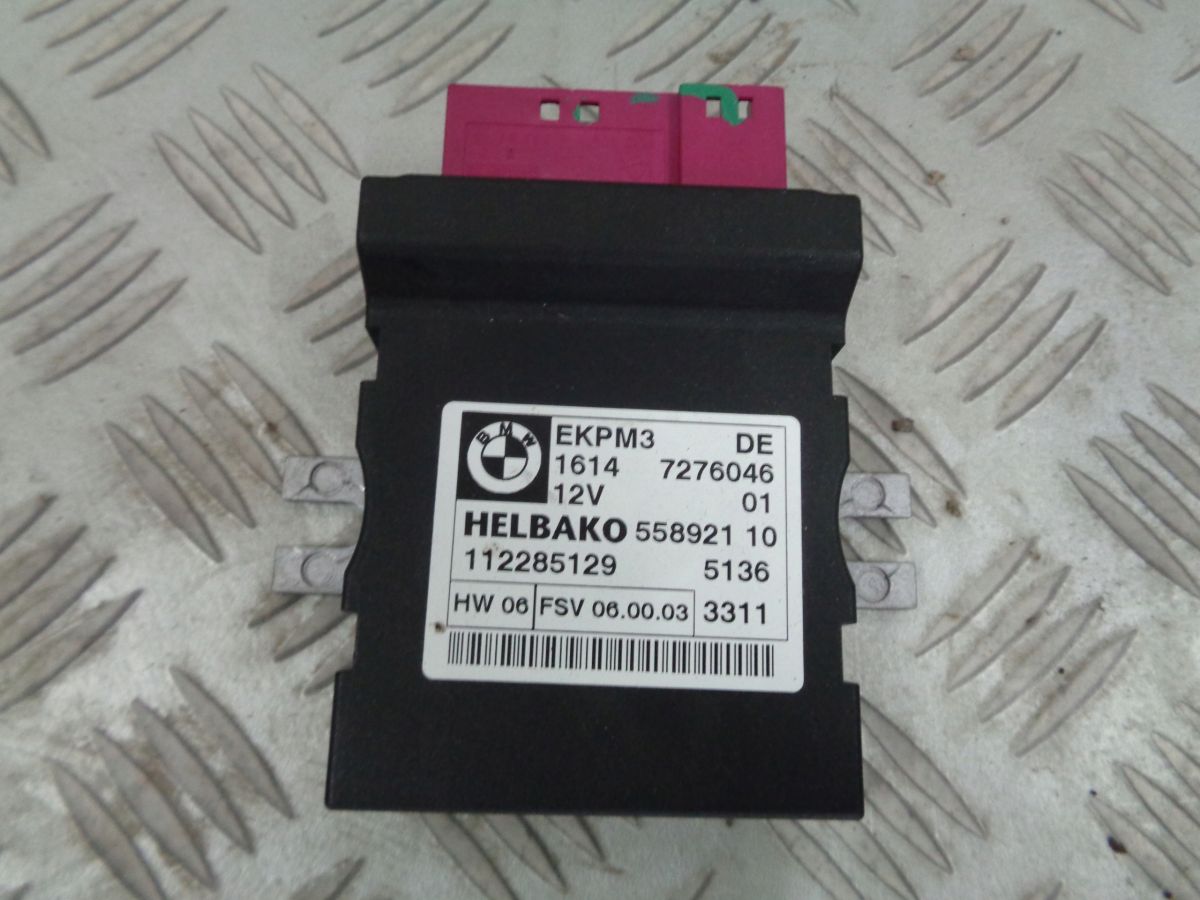 BMW
EKPM3 DE
1614 7276046
12V 01
HELBAKO 558921 10
112285129 5136
HW 06 FSV 06.00.03 3311